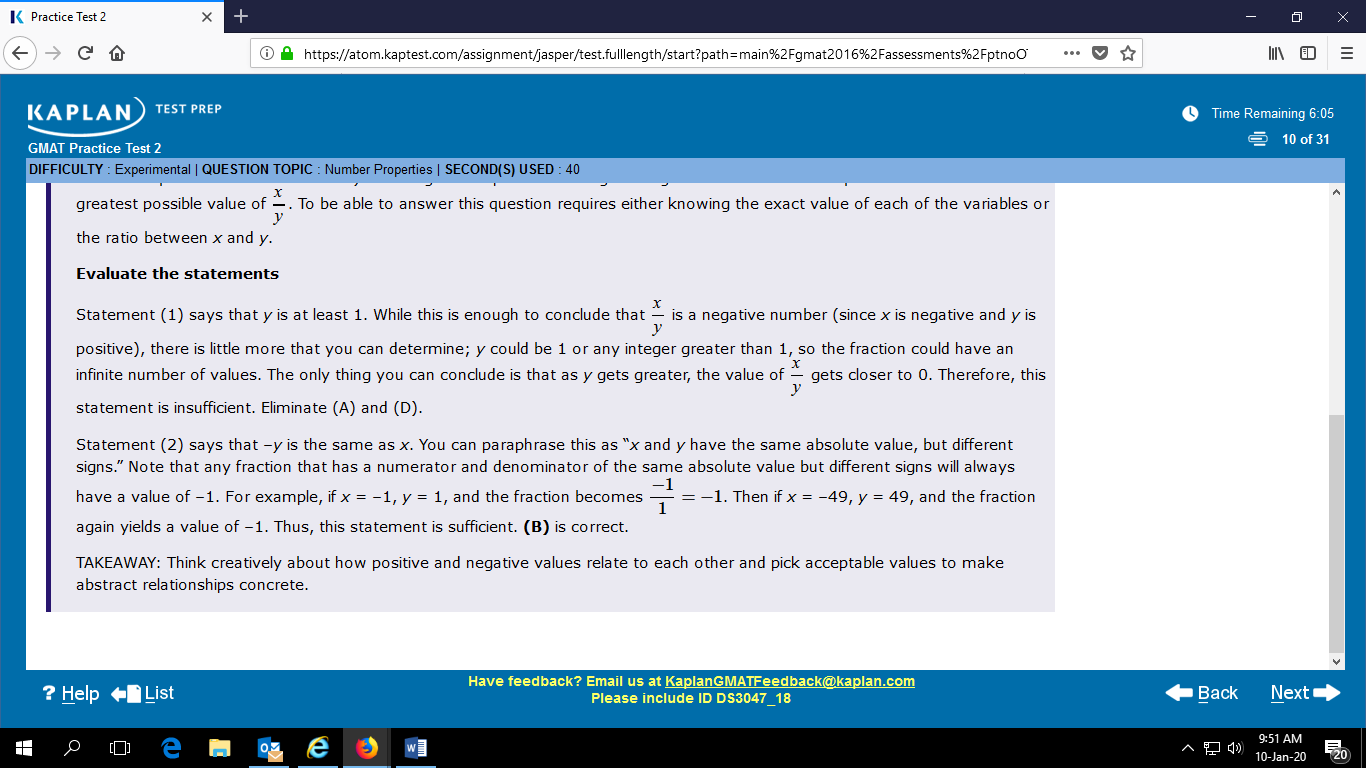 Practice Test 2
https://atom.kaptest.com/assignment/jasper/test.fulllength/start?path=main%2Fgmat2016%2Fassessments%2FptnoO
KAPLAN TEST PREP
Time Remaining 6:05
GMAT Practice Test 2
10 of 31
DIFFICULTY : Experimental | QUESTION TOPIC : Number Properties | SECOND(S) USED : 40
greatest possible value of x/y. To be able to answer this question requires either knowing the exact value of each of the variables or
the ratio between x and y.
Evaluate the statements
Statement (1) says that y is at least 1. While this is enough to conclude that x/y is a negative number (since x is negative and y is
positive), there is little more that you can determine; y could be 1 or any integer greater than 1, so the fraction could have an
infinite number of values. The only thing you can conclude is that as y gets greater, the value of x/y gets closer to 0. Therefore, this
statement is insufficient. Eliminate (A) and (D).
Statement (2) says that –y is the same as x. You can paraphrase this as “x and y have the same absolute value, but different
signs.” Note that any fraction that has a numerator and denominator of the same absolute value but different signs will always
have a value of –1. For example, if x = –1, y = 1, and the fraction becomes −1/1 = −1. Then if x = –49, y = 49, and the fraction
again yields a value of –1. Thus, this statement is sufficient. (B) is correct.
TAKEAWAY: Think creatively about how positive and negative values relate to each other and pick acceptable values to make
abstract relationships concrete.
? Help List
Have feedback? Email us at KaplanGMATFeedback@kaplan.com
Please include ID DS3047_18
Back Next
9:51 AM
10-Jan-20
20